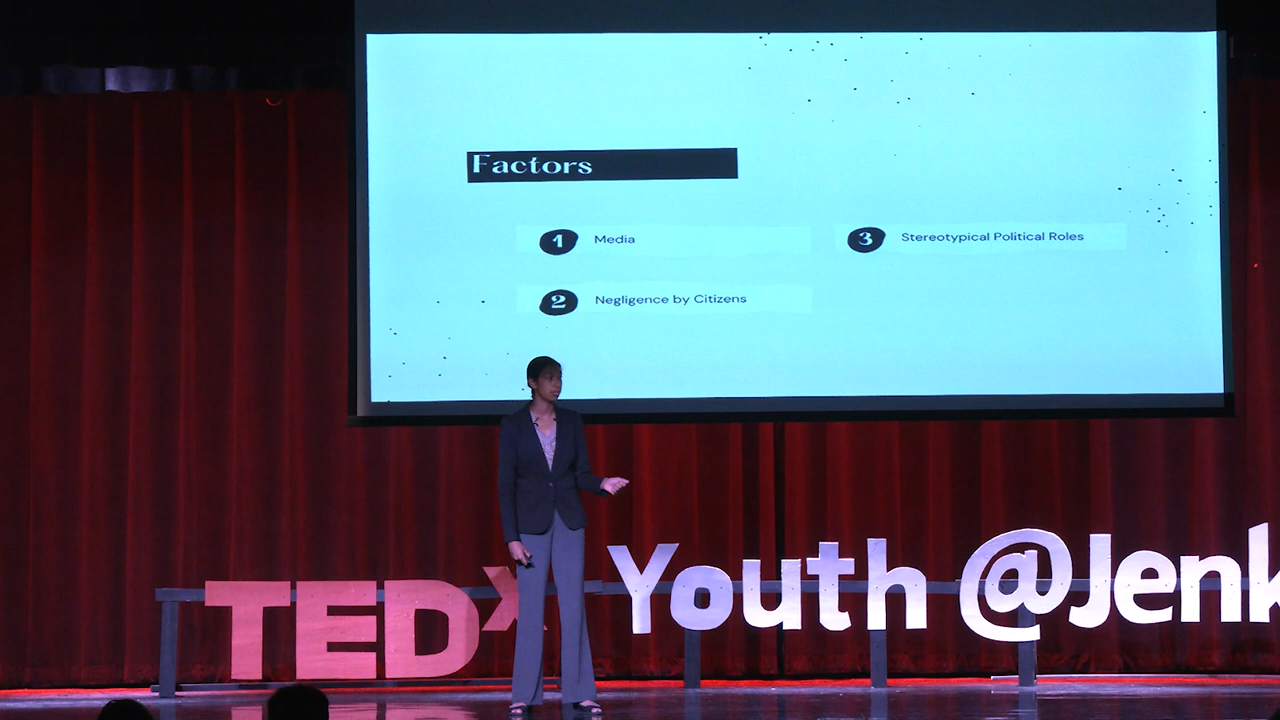 Factors
1 Media
2 Negligence by Citizens
3 Stereotypical Political Roles
TEDx Youth @Jenk